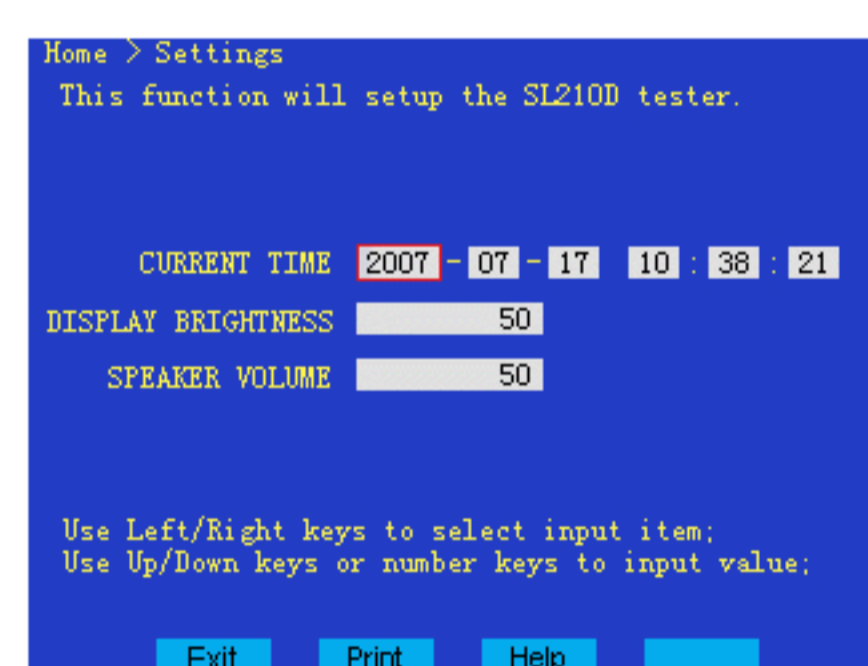 Home > Settings
This function will setup the SL210D tester.
CURRENT TIME 2007 - 07 - 17 10 : 38 : 21
DISPLAY BRIGHTNESS 50
SPEAKER VOLUME 50
Use Left/Right keys to select input item;
Use Up/Down keys or number keys to input value;
Exit Print Help